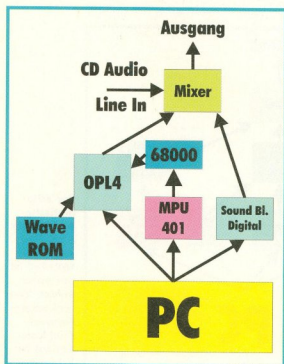 Ausgang
CD Audio
Line In
Mixer
OPL4
68000
Wave
ROM
MPU
401
Sound Bl.
Digital
PC